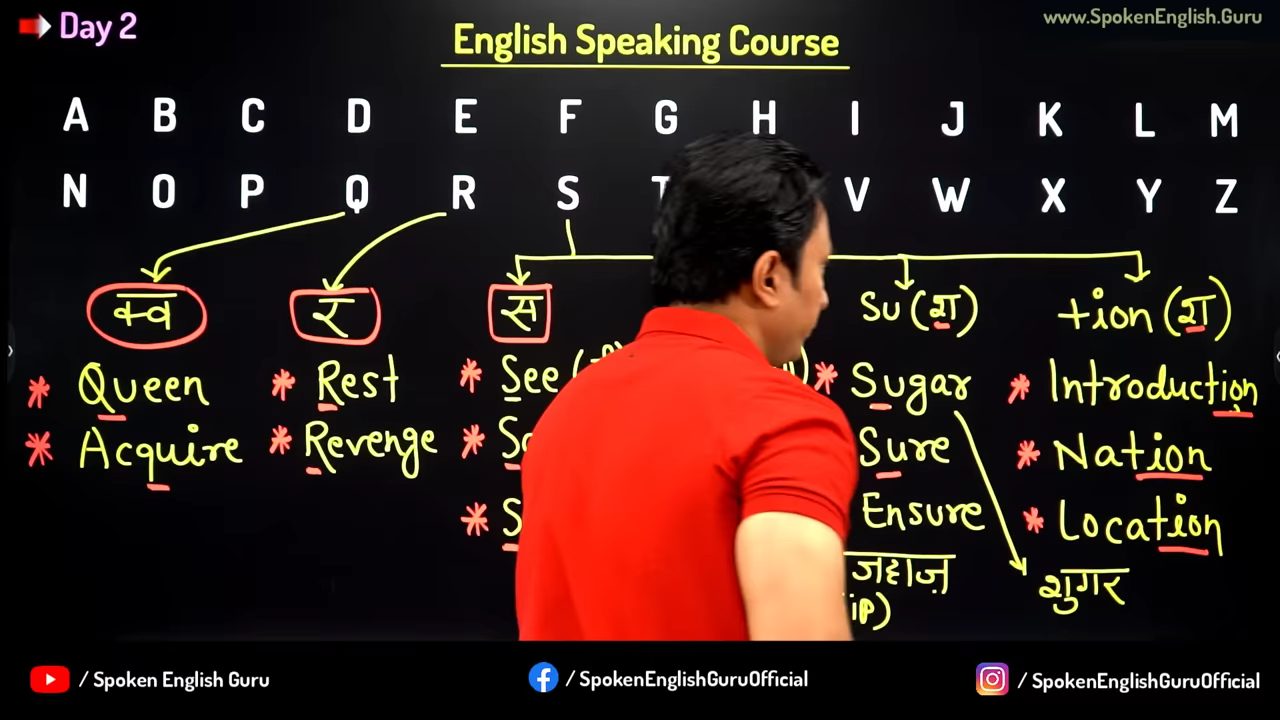 Day 2
www.SpokenEnglish.Guru
English Speaking Course
A B C D E F G H I J K L M
N O P Q R S T V W X Y Z
क्व र स Su (श) tion (श)
* Queen * Rest * See * Sugar * Introduction
* Acquire * Revenge * Sure * Nation
* Ensure * Location
जहाज़ शुगर
/ Spoken English Guru / SpokenEnglishGuruOfficial / SpokenEnglishGuruOfficial